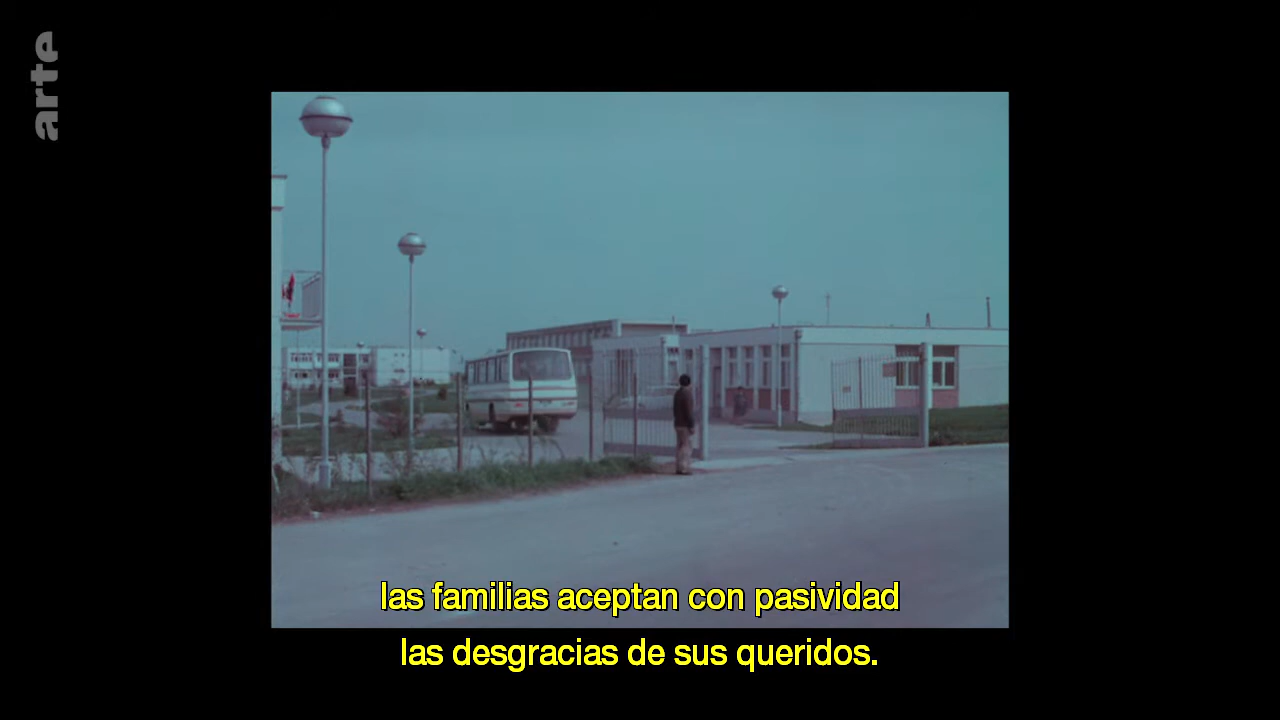 arte
las familias aceptan con pasividad
las desgracias de sus queridos.